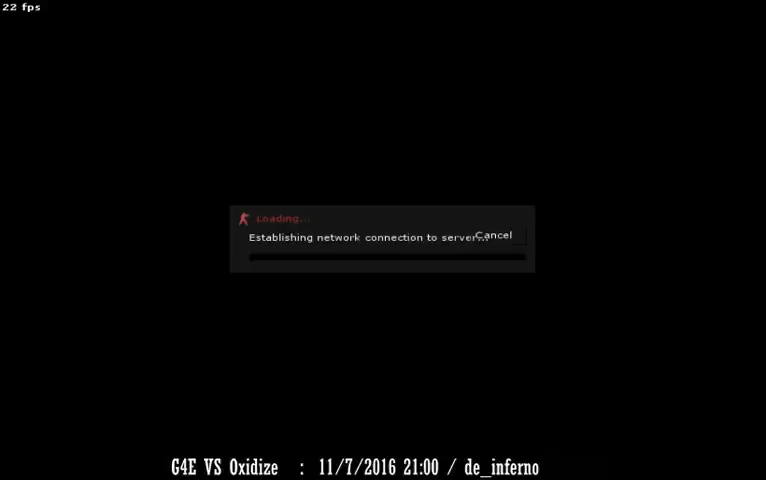 22 fps
Loading...
Establishing network connection to server...
Cancel
G4E VS Oxidize : 11/7/2016 21:00 / de_inferno